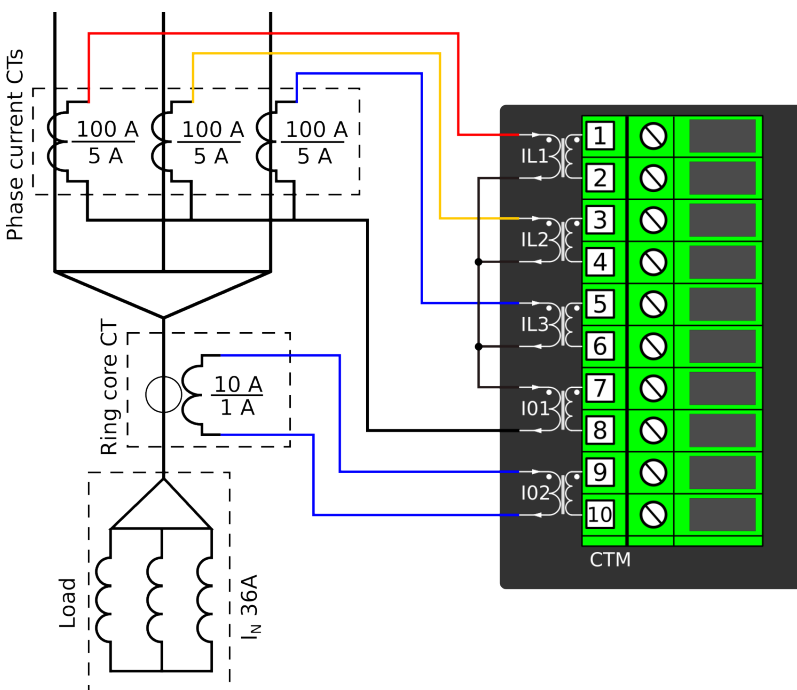 Phase current CTs
100 A
5 A
100 A
5 A
100 A
5 A
IL1
1
2
IL2
3
4
IL3
5
6
I01
7
8
I02
9
10
CTM
Ring core CT
10 A
1 A
Load
IN 36A